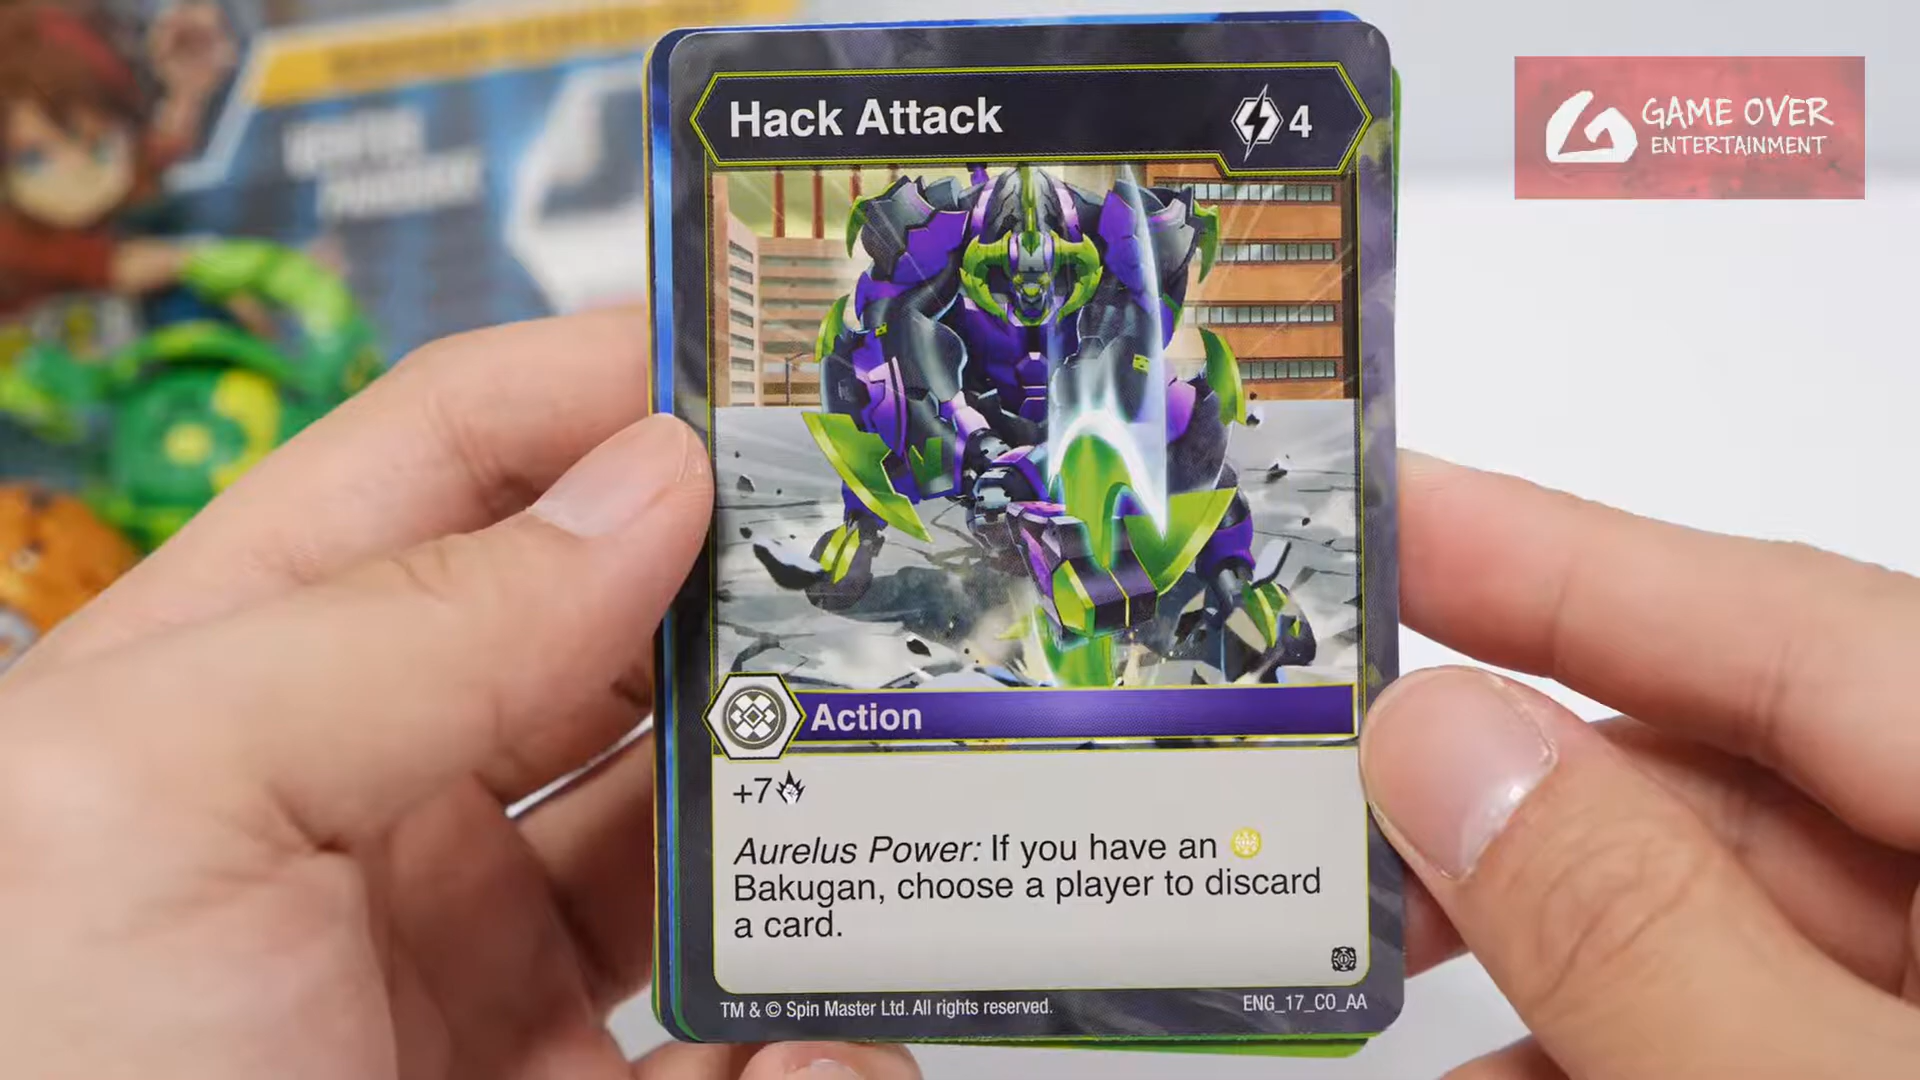 Hack Attack
4
GAME OVER
ENTERTAINMENT
Action
+7
Aurelus Power: If you have an
Bakugan, choose a player to discard
a card.
TM & © Spin Master Ltd. All rights reserved.
ENG_17_CO_AA